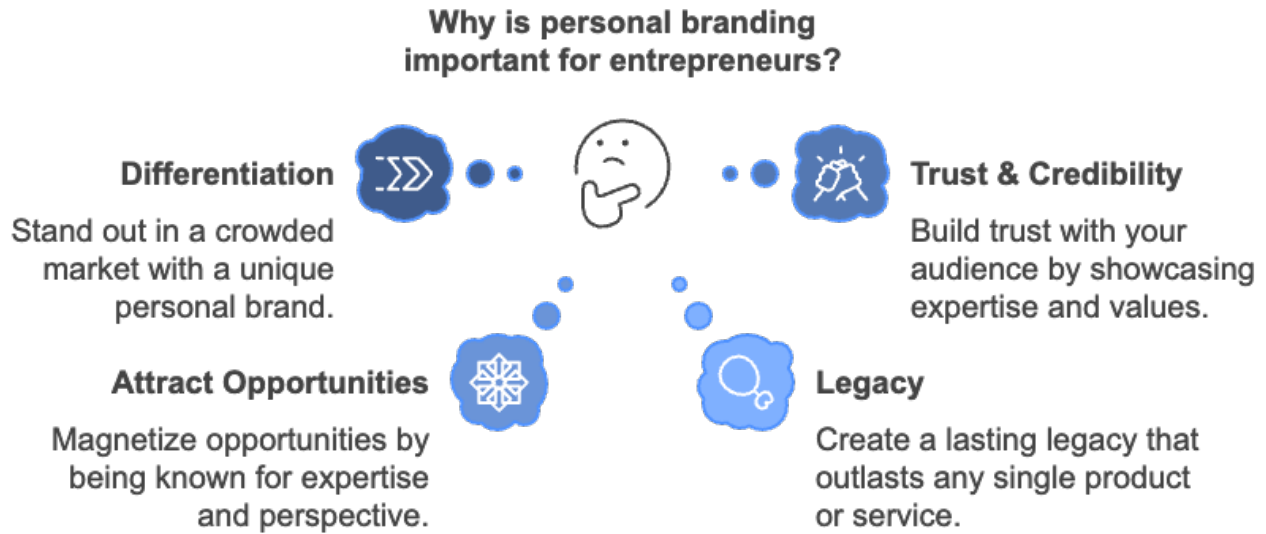 Why is personal branding
important for entrepreneurs?
Differentiation
Stand out in a crowded
market with a unique
personal brand.
Trust & Credibility
Build trust with your
audience by showcasing
expertise and values.
Attract Opportunities
Magnetize opportunities by
being known for expertise
and perspective.
Legacy
Create a lasting legacy that
outlasts any single product
or service.